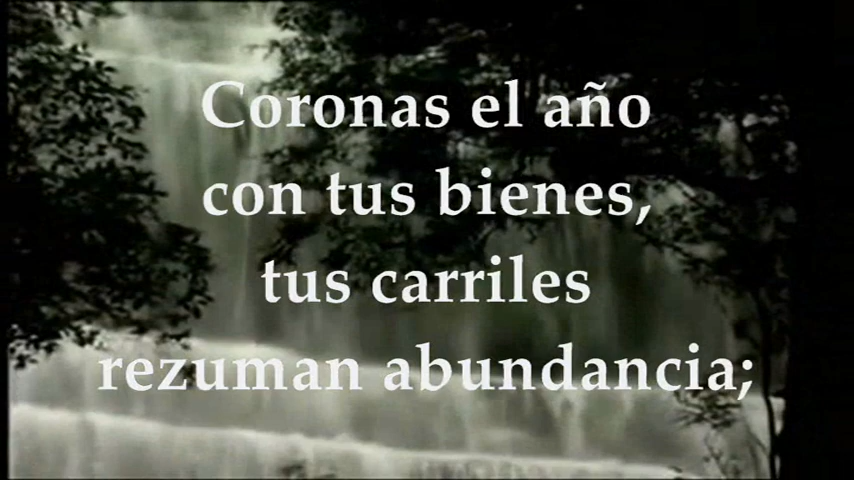 Coronas el año
con tus bienes,
tus carriles
rezuman abundancia;